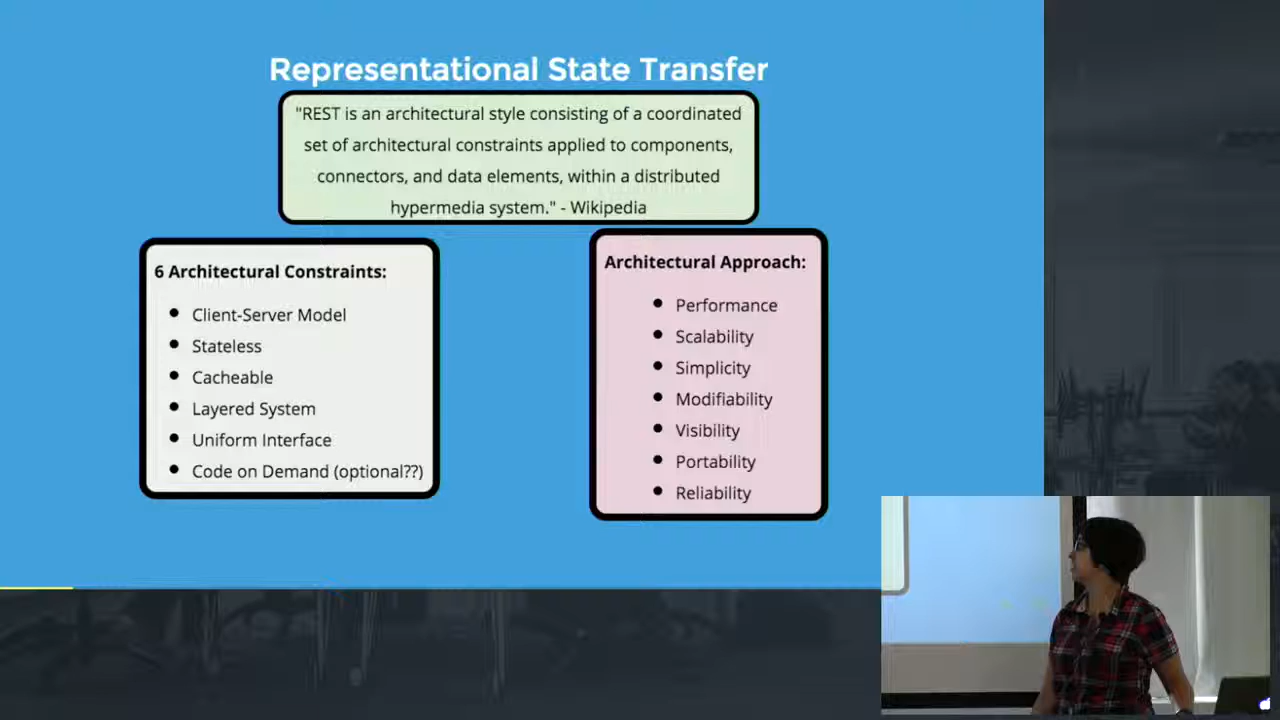 Representational State Transfer
"REST is an architectural style consisting of a coordinated
set of architectural constraints applied to components,
connectors, and data elements, within a distributed
hypermedia system." - Wikipedia
6 Architectural Constraints:
Client-Server Model
Stateless
Cacheable
Layered System
Uniform Interface
Code on Demand (optional??)
Architectural Approach:
Performance
Scalability
Simplicity
Modifiability
Visibility
Portability
Reliability